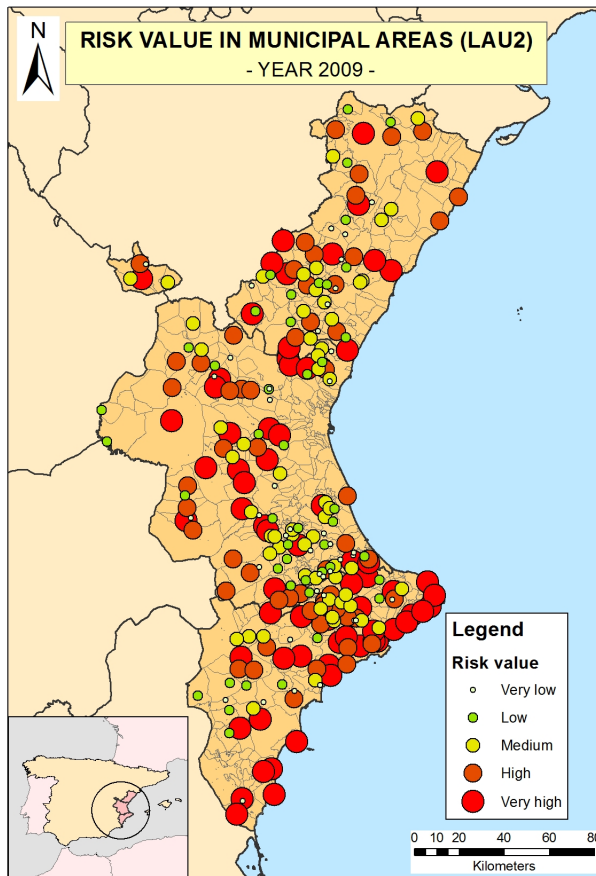 N
RISK VALUE IN MUNICIPAL AREAS (LAU2)
- YEAR 2009 -
Legend
Risk value
Very low
Low
Medium
High
Very high
0 10 20 40 60 80
Kilometers